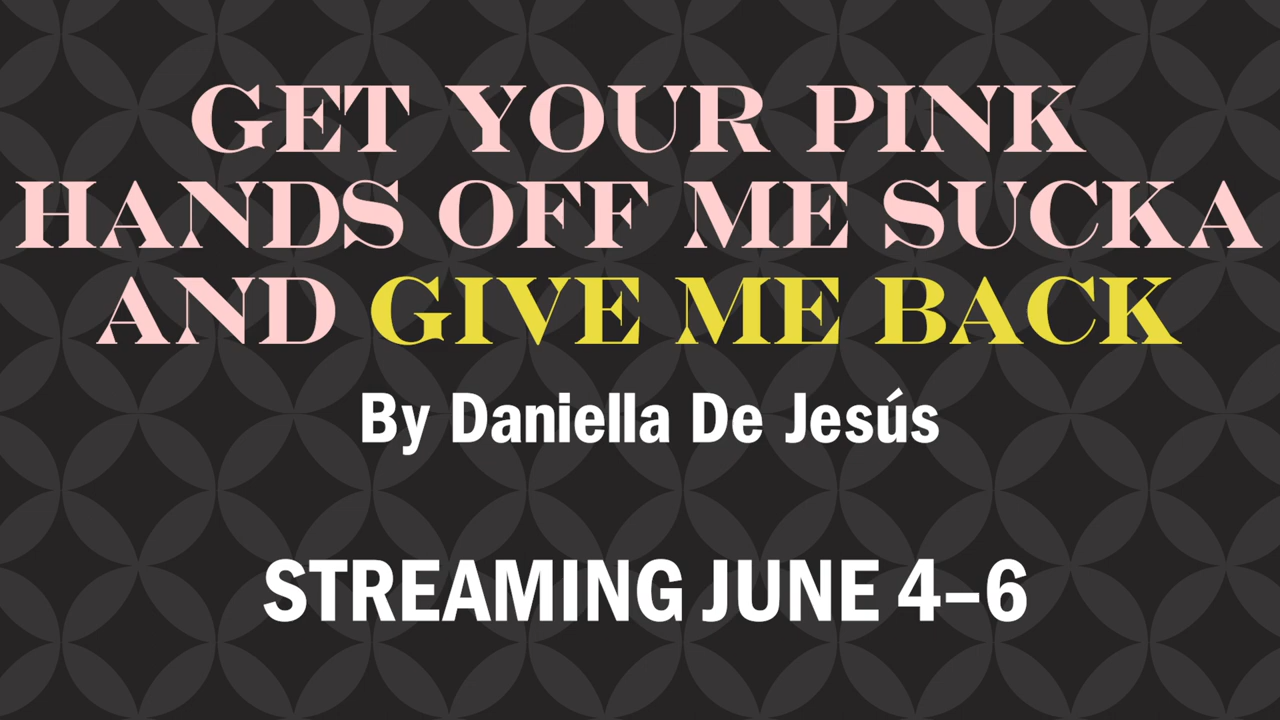 GET YOUR PINK
HANDS OFF ME SUCKA
AND GIVE ME BACK
By Daniella De Jesús
STREAMING JUNE 4–6